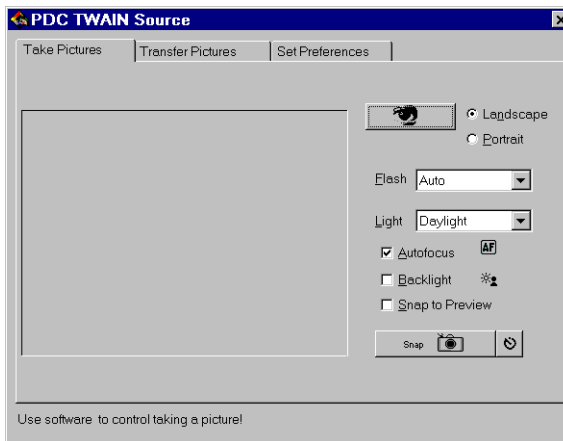 PDC TWAIN Source
Take Pictures
Transfer Pictures
Set Preferences
Landscape
Portrait
Flash Auto
Light Daylight
AF
Autofocus
Backlight
Snap to Preview
Snap
Use software to control taking a picture!